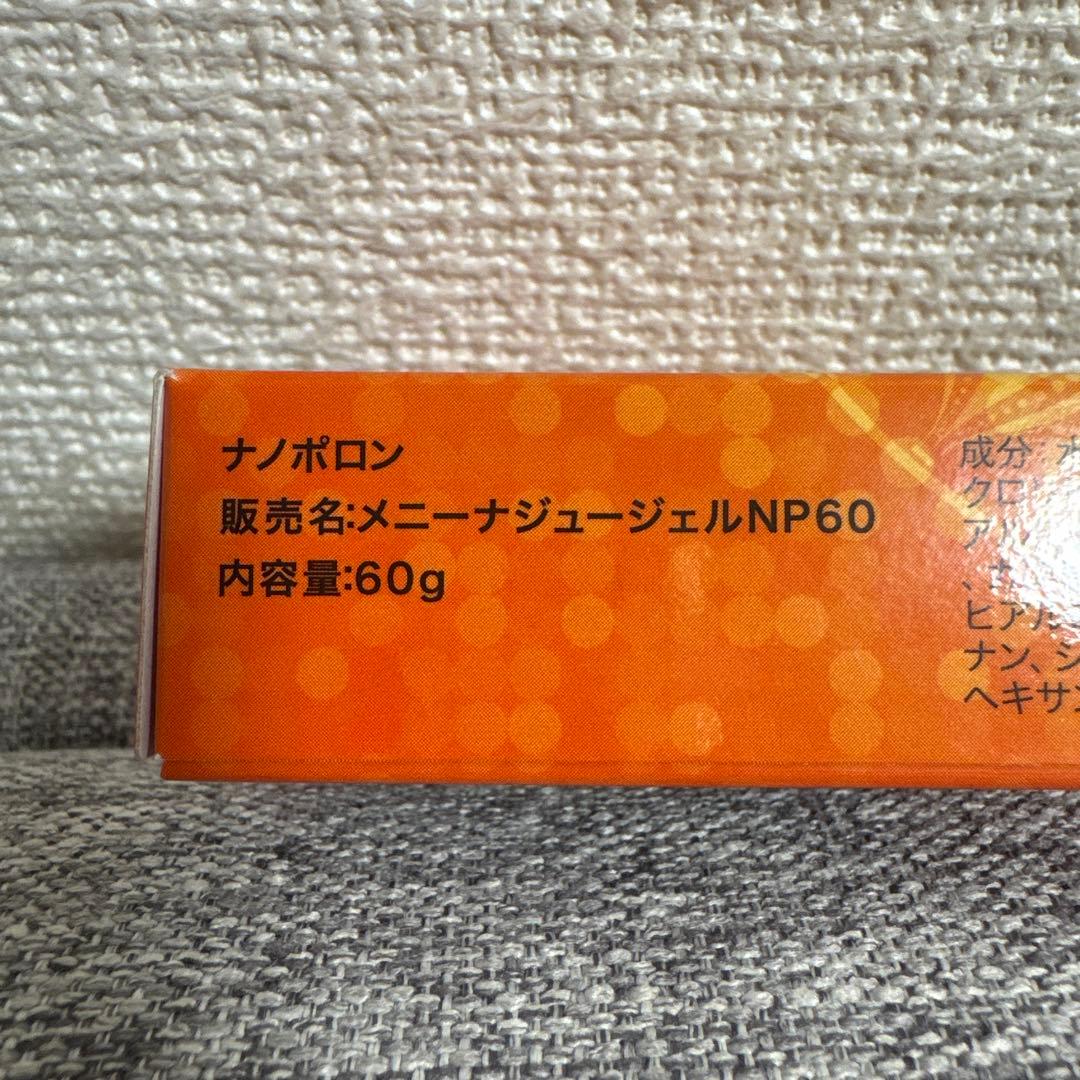 ナノポロン
販売名:メニーナジュージェルNP60
内容量:60g
成分 水
クロ
アル
ヒアル
ナン、シ
ヘキサン